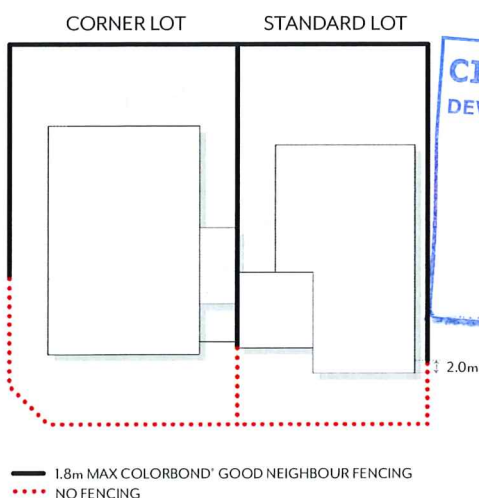 CORNER LOT
STANDARD LOT
2.0m
1.8m MAX COLORBOND' GOOD NEIGHBOUR FENCING
NO FENCING